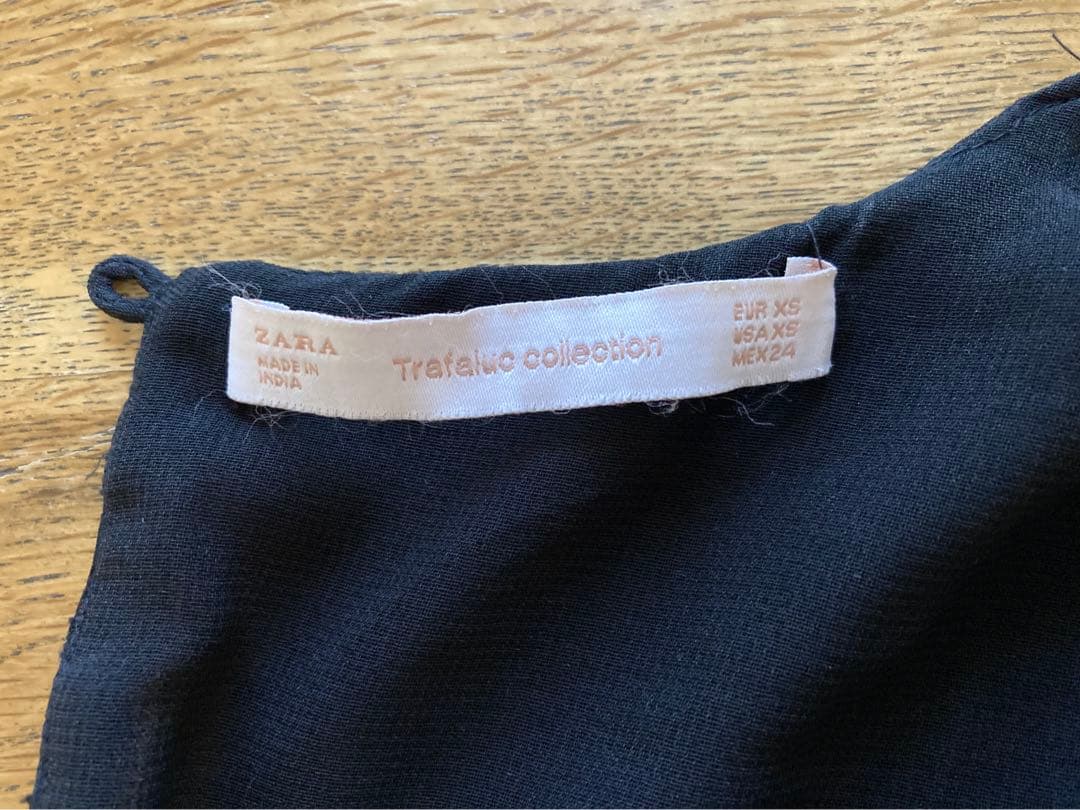 ZARA
MADE IN
INDIA
Trafaluc collection
EUR XS
USA XS
MEX 24